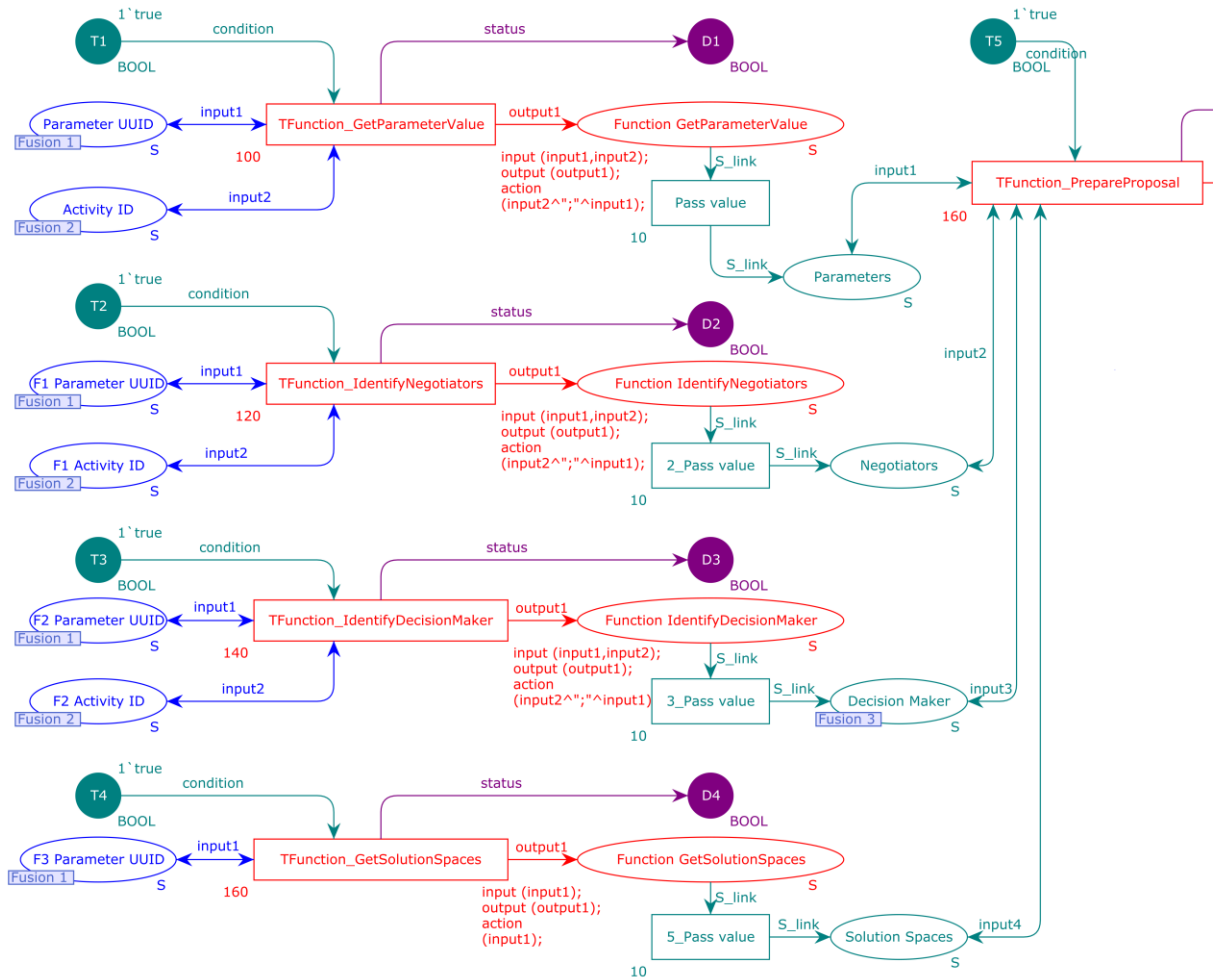 1`true
T1
condition
BOOL
status
D1
BOOL
1`true
T5
condition
BOOL
Parameter UUID
Fusion 1
S
input1
TFunction_GetParameterValue
100
output1
Function GetParameterValue
S
input (input1,input2);
output (output1);
action
(input2^";"^input1);
S_link
Pass value
10
Activity ID
Fusion 2
S
input2
S_link
Parameters
S
input1
TFunction_PrepareProposal
160
1`true
T2
condition
BOOL
status
D2
BOOL
input2
F1 Parameter UUID
Fusion 1
S
input1
TFunction_IdentifyNegotiators
120
output1
Function IdentifyNegotiators
S
input (input1,input2);
output (output1);
action
(input2^";"^input1);
S_link
F1 Activity ID
Fusion 2
S
input2
2_Pass value
10
S_link
Negotiators
S
1`true
T3
condition
BOOL
status
D3
BOOL
F2 Parameter UUID
Fusion 1
S
input1
TFunction_IdentifyDecisionMaker
140
output1
Function IdentifyDecisionMaker
S
input (input1,input2);
output (output1);
action
(input2^";"^input1)
S_link
F2 Activity ID
Fusion 2
S
input2
3_Pass value
10
S_link
Decision Maker
Fusion 3
S
input3
1`true
T4
condition
BOOL
status
D4
BOOL
F3 Parameter UUID
Fusion 1
S
input1
TFunction_GetSolutionSpaces
160
output1
Function GetSolutionSpaces
S
input (input1);
output (output1);
action
(input1);
S_link
5_Pass value
10
S_link
Solution Spaces
S
input4